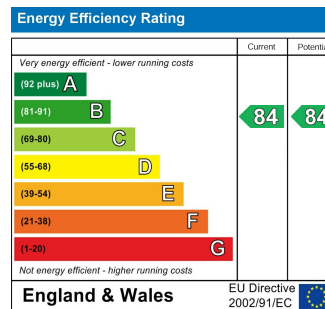 Energy Efficiency Rating
Current Potentia
Very energy efficient - lower running costs
(92 plus) A
(81-91) B
84 84
(69-80) C
(55-68) D
(39-54) E
(21-38) F
(1-20) G
Not energy efficient - higher running costs
England & Wales
EU Directive
2002/91/EC